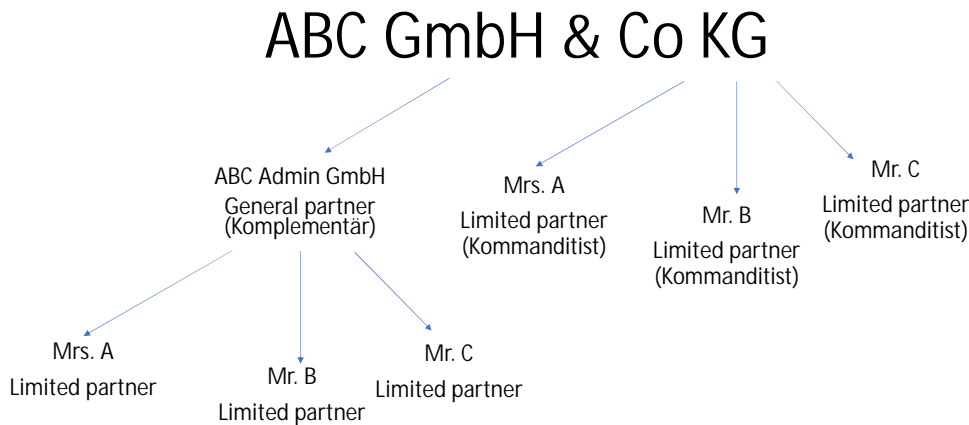 ABC GmbH & Co KG
ABC Admin GmbH
General partner
(Komplementär)
Mrs. A
Limited partner
(Kommanditist)
Mr. B
Limited partner
(Kommanditist)
Mr. C
Limited partner
(Kommanditist)
Mrs. A
Limited partner
Mr. B
Limited partner
Mr. C
Limited partner